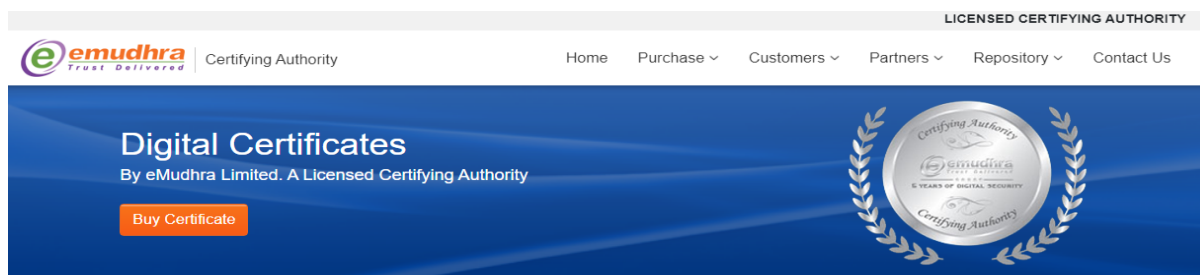 LICENSED CERTIFYING AUTHORITY
e emudhra
Trust Delivered
Certifying Authority
Home Purchase Customers Partners Repository Contact Us
Digital Certificates
By eMudhra Limited. A Licensed Certifying Authority
Buy Certificate
Certifying Authority
e emudhra
Trust Delivered
5 YEARS OF DIGITAL SECURITY
Certifying Authority